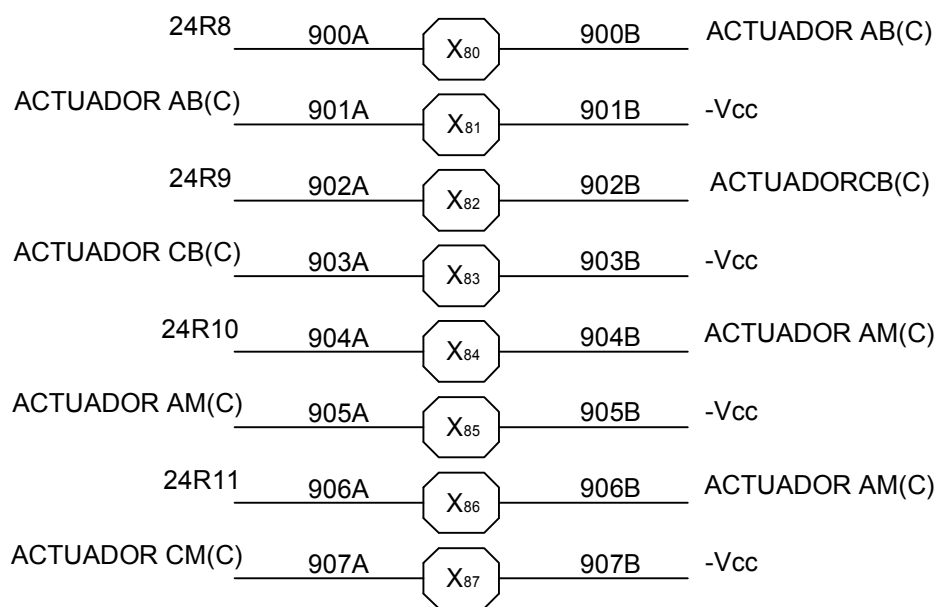 24R8 900A X80 900B ACTUADOR AB(C)
ACTUADOR AB(C) 901A X81 901B -Vcc
24R9 902A X82 902B ACTUADORCB(C)
ACTUADOR CB(C) 903A X83 903B -Vcc
24R10 904A X84 904B ACTUADOR AM(C)
ACTUADOR AM(C) 905A X85 905B -Vcc
24R11 906A X86 906B ACTUADOR AM(C)
ACTUADOR CM(C) 907A X87 907B -Vcc